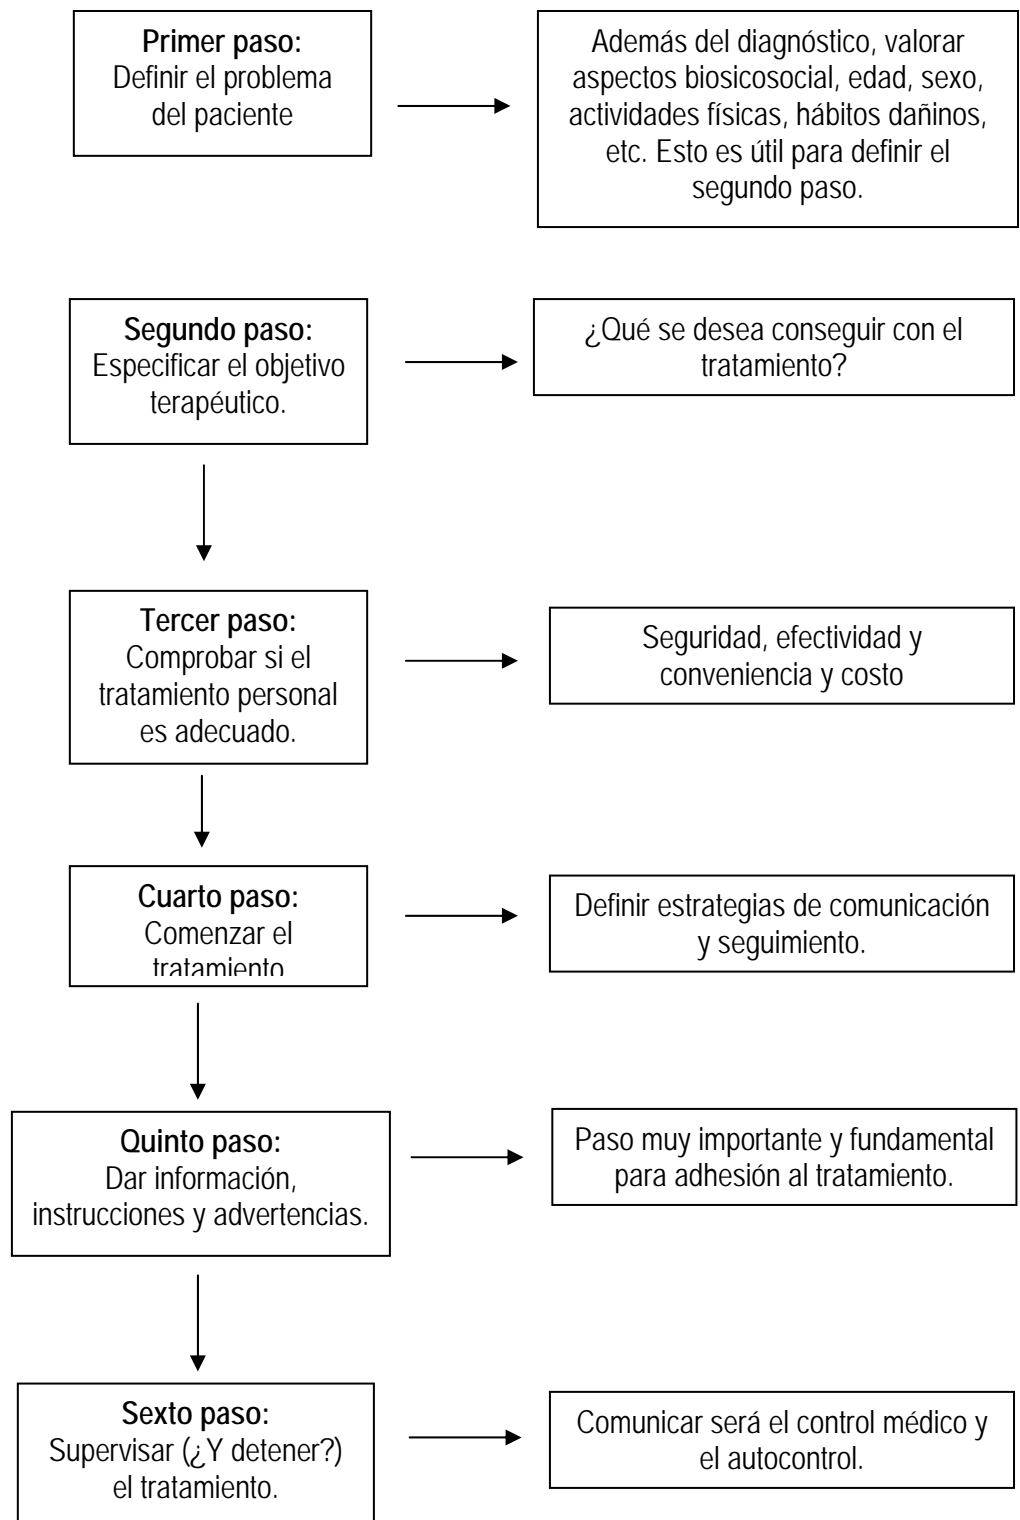 Primer paso:
Definir el problema
del paciente
Además del diagnóstico, valorar
aspectos biosicosocial, edad, sexo,
actividades físicas, hábitos dañinos,
etc. Esto es útil para definir el
segundo paso.
Segundo paso:
Especificar el objetivo
terapéutico.
¿Qué se desea conseguir con el
tratamiento?
Tercer paso:
Comprobar si el
tratamiento personal
es adecuado.
Seguridad, efectividad y
conveniencia y costo
Cuarto paso:
Comenzar el
tratamiento
Definir estrategias de comunicación
y seguimiento.
Quinto paso:
Dar información,
instrucciones y advertencias.
Paso muy importante y fundamental
para adhesión al tratamiento.
Sexto paso:
Supervisar (¿Y detener?)
el tratamiento.
Comunicar será el control médico y
el autocontrol.